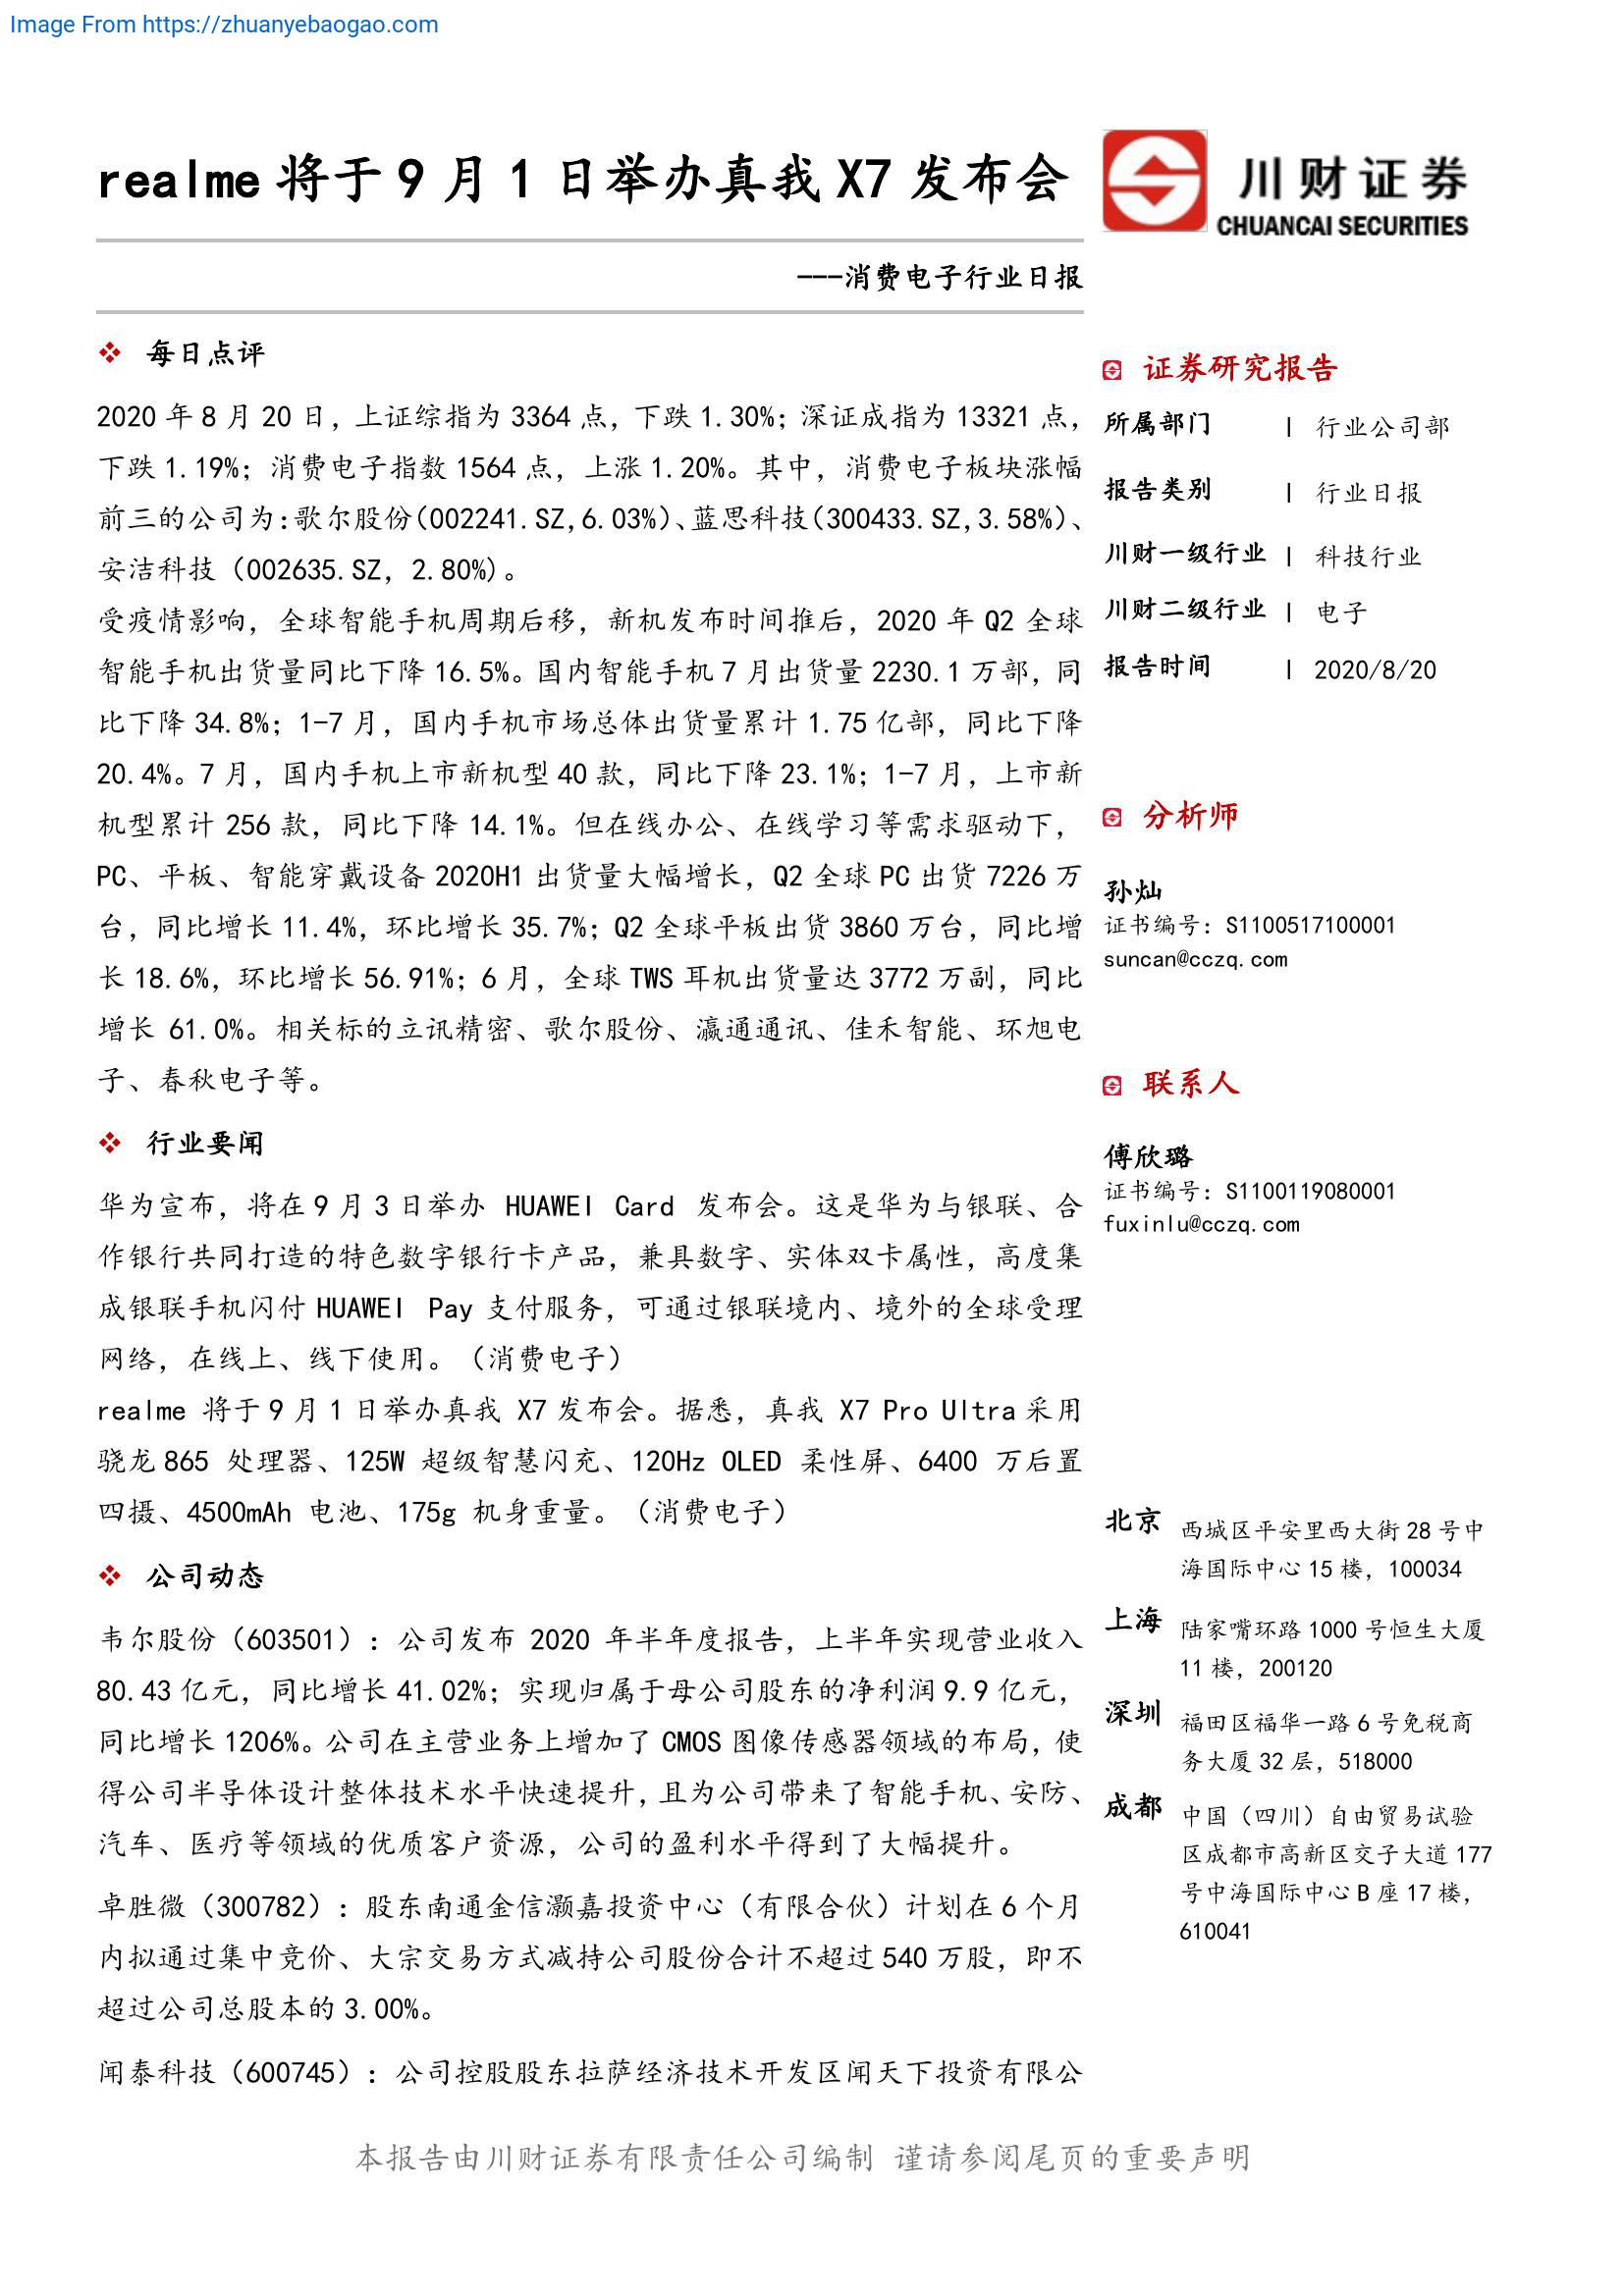 Image From https://zhuanyebaogao.com
realme 将于 9 月 1 日举办真我 X7 发布会
川财证券
CHUANCAI SECURITIES
---消费电子行业日报
❖ 每日点评
2020 年 8 月 20 日，上证综指为 3364 点，下跌 1.30%；深证成指为 13321 点，
下跌 1.19%；消费电子指数 1564 点，上涨 1.20%。其中，消费电子板块涨幅
前三的公司为：歌尔股份（002241.SZ，6.03%）、蓝思科技（300433.SZ，3.58%）、
安洁科技（002635.SZ，2.80%）。
受疫情影响，全球智能手机周期后移，新机发布时间推后，2020 年 Q2 全球
智能手机出货量同比下降 16.5%。国内智能手机 7 月出货量 2230.1 万部，同
比下降 34.8%；1-7 月，国内手机市场总体出货量累计 1.75 亿部，同比下降
20.4%。7 月，国内手机上市新机型 40 款，同比下降 23.1%；1-7 月，上市新
机型累计 256 款，同比下降 14.1%。但在线办公、在线学习等需求驱动下，
PC、平板、智能穿戴设备 2020H1 出货量大幅增长，Q2 全球 PC 出货 7226 万
台，同比增长 11.4%，环比增长 35.7%；Q2 全球平板出货 3860 万台，同比增
长 18.6%，环比增长 56.91%；6 月，全球 TWS 耳机出货量达 3772 万副，同比
增长 61.0%。相关标的立讯精密、歌尔股份、瀛通通讯、佳禾智能、环旭电
子、春秋电子等。
❖ 行业要闻
华为宣布，将在 9 月 3 日举办 HUAWEI Card 发布会。这是华为与银联、合
作银行共同打造的特色数字银行卡产品，兼具数字、实体双卡属性，高度集
成银联手机闪付 HUAWEI Pay 支付服务，可通过银联境内、境外的全球受理
网络，在线上、线下使用。（消费电子）
realme 将于 9 月 1 日举办真我 X7 发布会。据悉，真我 X7 Pro Ultra 采用
骁龙 865 处理器、125W 超级智慧闪充、120Hz OLED 柔性屏、6400 万后置
四摄、4500mAh 电池、175g 机身重量。（消费电子）
❖ 公司动态
韦尔股份（603501）：公司发布 2020 年半年度报告，上半年实现营业收入
80.43 亿元，同比增长 41.02%；实现归属于母公司股东的净利润 9.9 亿元，
同比增长 1206%。公司在主营业务上增加了 CMOS 图像传感器领域的布局，使
得公司半导体设计整体技术水平快速提升，且为公司带来了智能手机、安防、
汽车、医疗等领域的优质客户资源，公司的盈利水平得到了大幅提升。
卓胜微（300782）：股东南通金信灏嘉投资中心（有限合伙）计划在 6 个月
内拟通过集中竞价、大宗交易方式减持公司股份合计不超过 540 万股，即不
超过公司总股本的 3.00%。
闻泰科技（600745）：公司控股股东拉萨经济技术开发区闻天下投资有限公
证券研究报告
所属部门 | 行业公司部
报告类别 | 行业日报
川财一级行业 | 科技行业
川财二级行业 | 电子
报告时间 | 2020/8/20
分析师
孙灿
证书编号：S1100517100001
suncan@cczq.com
联系人
傅欣璐
证书编号：S1100119080001
fuxinlu@cczq.com
北京 西城区平安里西大街 28 号中
海国际中心 15 楼，100034
上海 陆家嘴环路 1000 号恒生大厦
11 楼，200120
深圳 福田区福华一路 6 号免税商
务大厦 32 层，518000
成都 中国（四川）自由贸易试验
区成都市高新区交子大道 177
号中海国际中心 B 座 17 楼，
610041
本报告由川财证券有限责任公司编制 谨请参阅尾页的重要声明